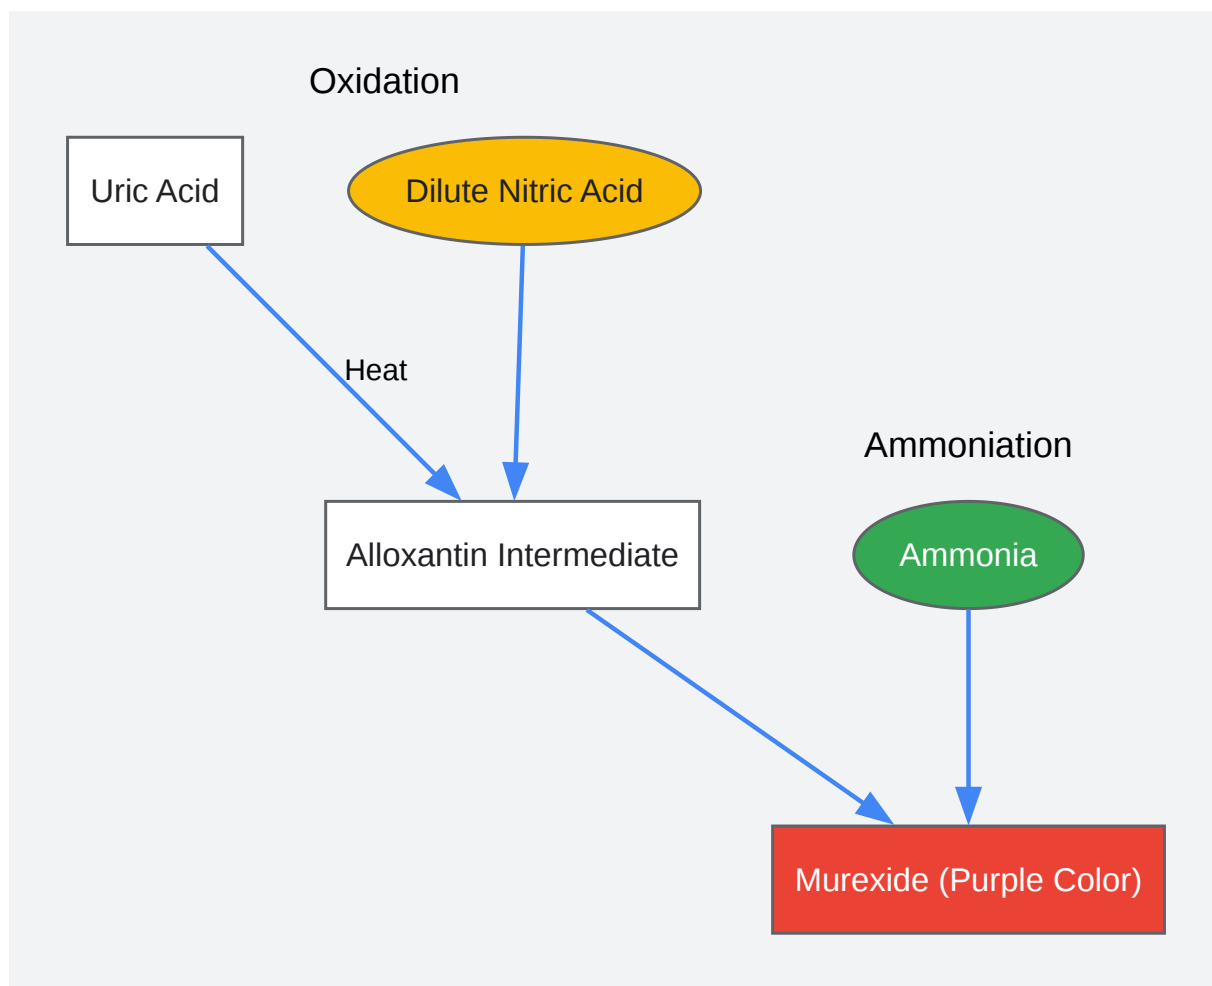 Oxidation
Uric Acid
Dilute Nitric Acid
Heat
Ammoniation
Alloxantin Intermediate
Ammonia
Murexide (Purple Color)